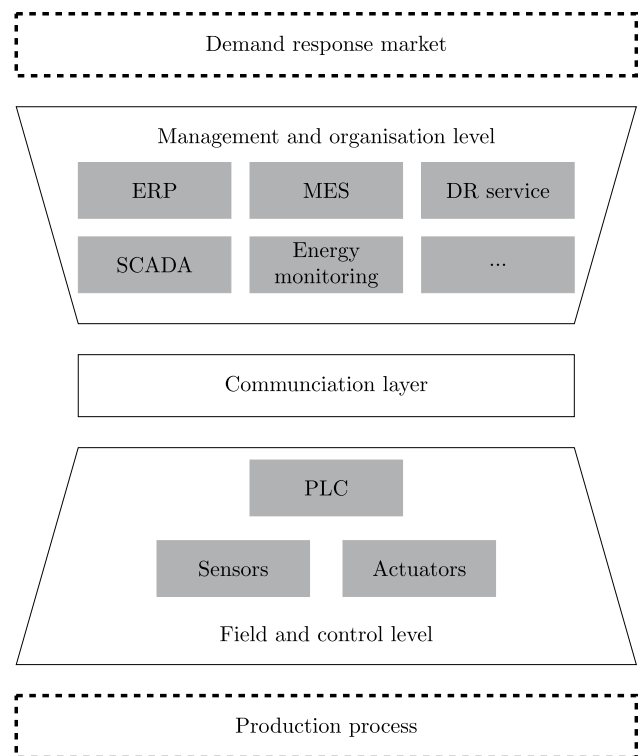 Demand response market
Management and organisation level
ERP
MES
DR service
SCADA
Energy
monitoring
...
Communciation layer
PLC
Sensors
Actuators
Field and control level
Production process